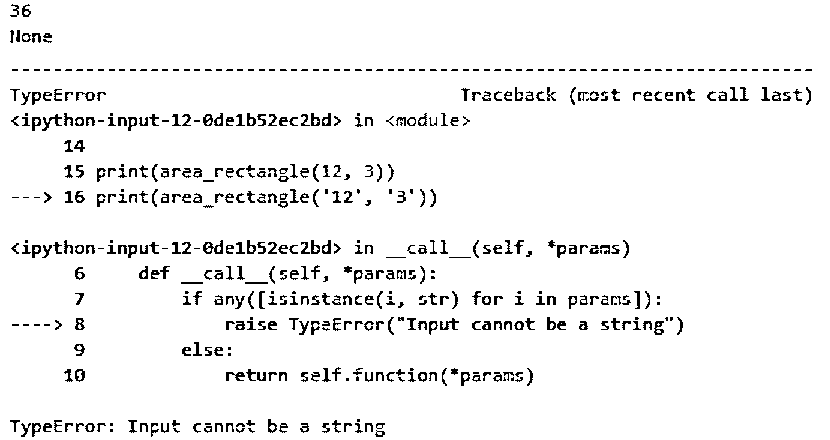 36
None
--------------------------------------------------------------------------------
TypeError                                 Traceback (most recent call last)
<ipython-input-12-0de1b52ec2bd> in <module>
     14
     15 print(area_rectangle(12, 3))
---> 16 print(area_rectangle('12', '3'))
<ipython-input-12-0de1b52ec2bd> in __call__(self, *params)
      6     def __call__(self, *params):
      7         if any([isinstance(i, str) for i in params]):
----> 8             raise TypeError("Input cannot be a string")
      9         else:
     10             return self.function(*params)
TypeError: Input cannot be a string